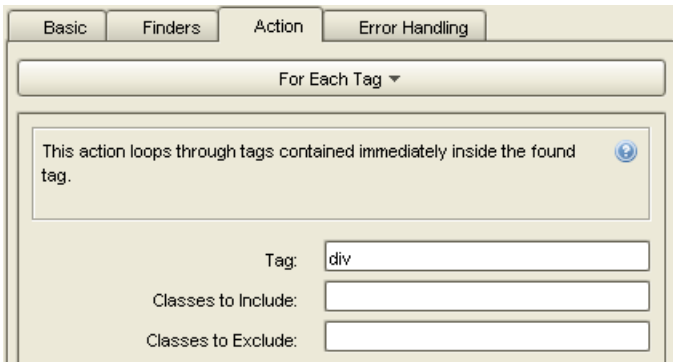 Basic Finders Action Error Handling
For Each Tag
This action loops through tags contained immediately inside the found
tag.
Tag: div
Classes to Include:
Classes to Exclude: